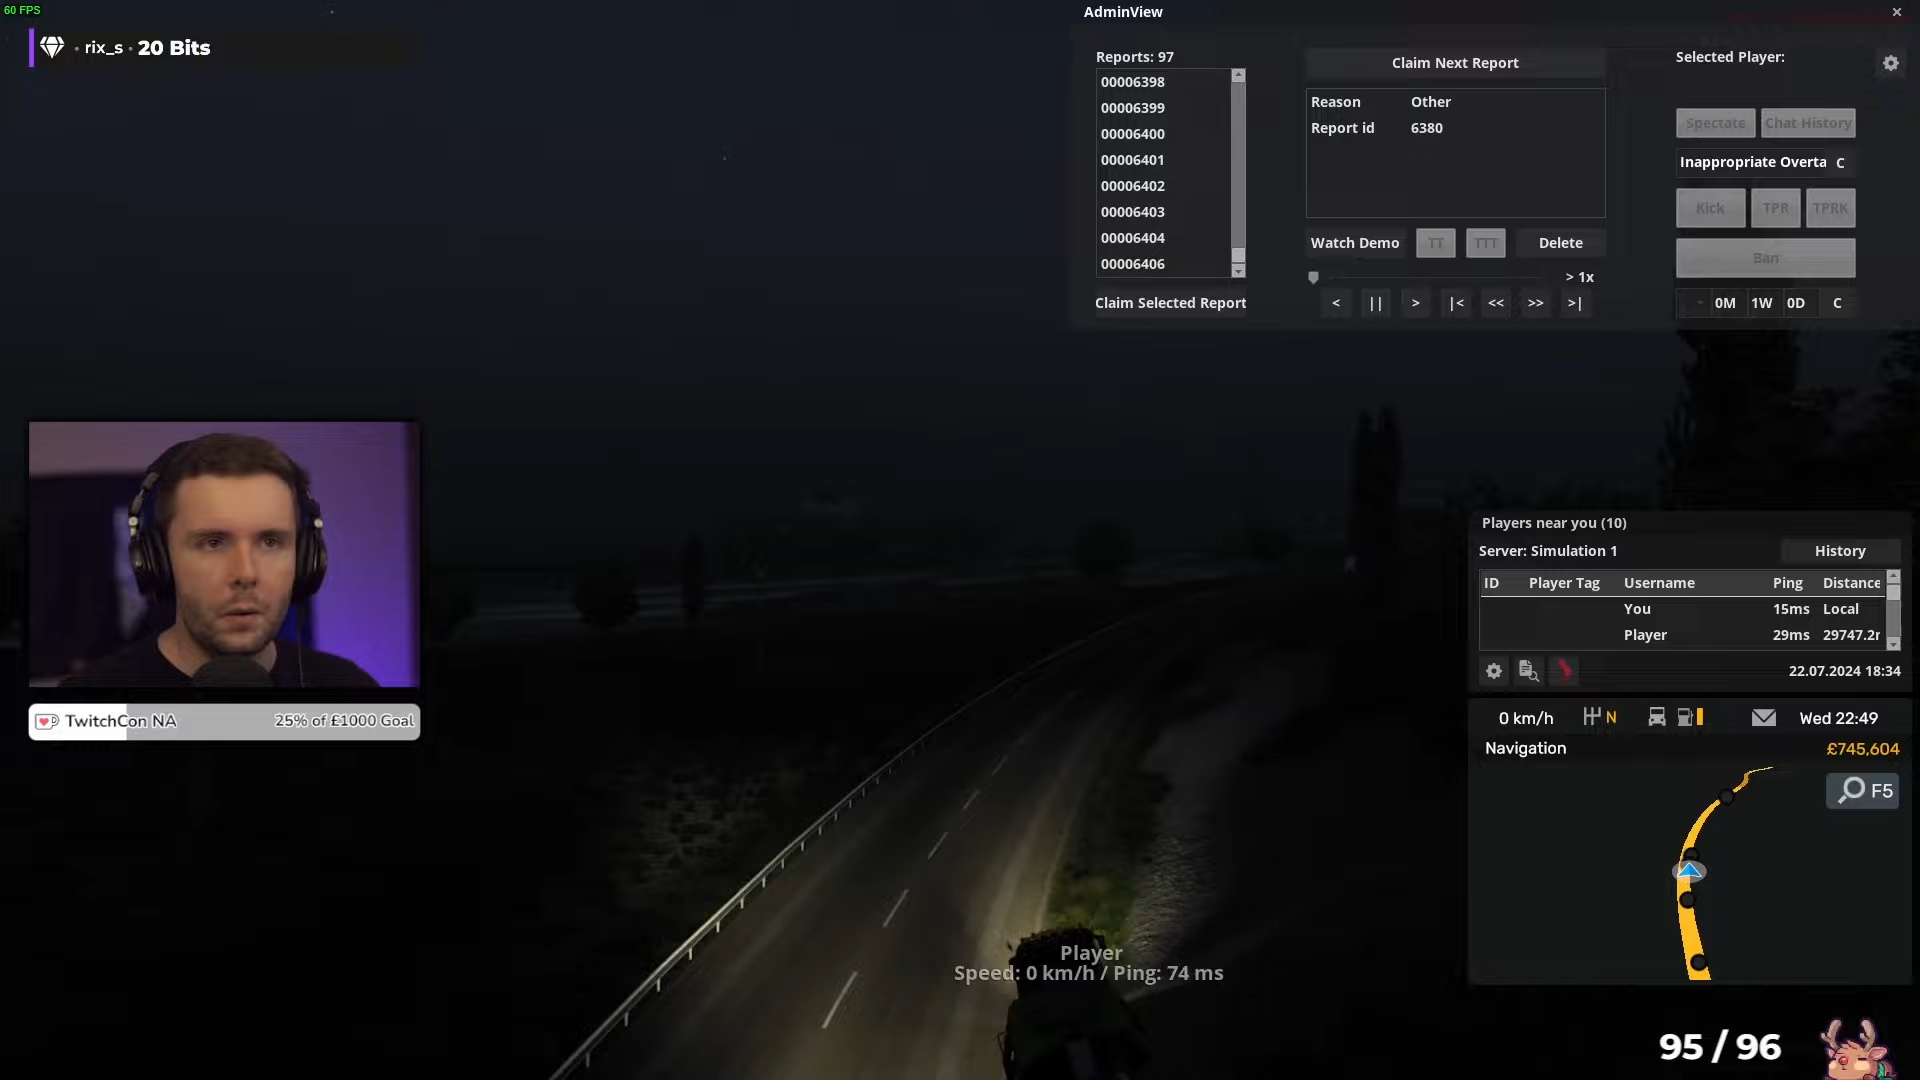 60 FPS
· rix_s · 20 Bits
AdminView
×
Reports: 97
00006398
00006399
00006400
00006401
00006402
00006403
00006404
00006406
Claim Selected Report
Claim Next Report
Reason Other
Report id 6380
Watch Demo TT TTT Delete
> 1x
< || > |< << >> >|
Selected Player:
Spectate Chat History
Inappropriate Overta C
Kick TPR TPRK
Ban
- 0M 1W 0D C
TwitchCon NA 25% of £1000 Goal
Players near you (10)
Server: Simulation 1 History
ID Player Tag Username Ping Distance
You 15ms Local
Player 29ms 29747.2
22.07.2024 18:34
0 km/h N Wed 22:49
Navigation £745,604
F5
Player
Speed: 0 km/h / Ping: 74 ms
95 / 96